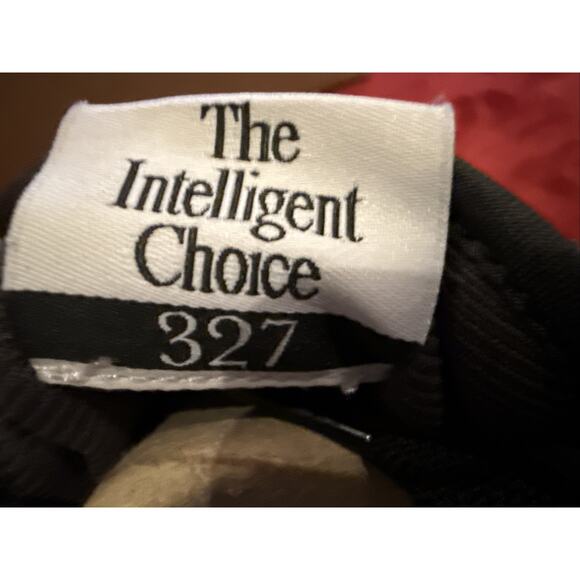 The
Intelligent
Choice
327